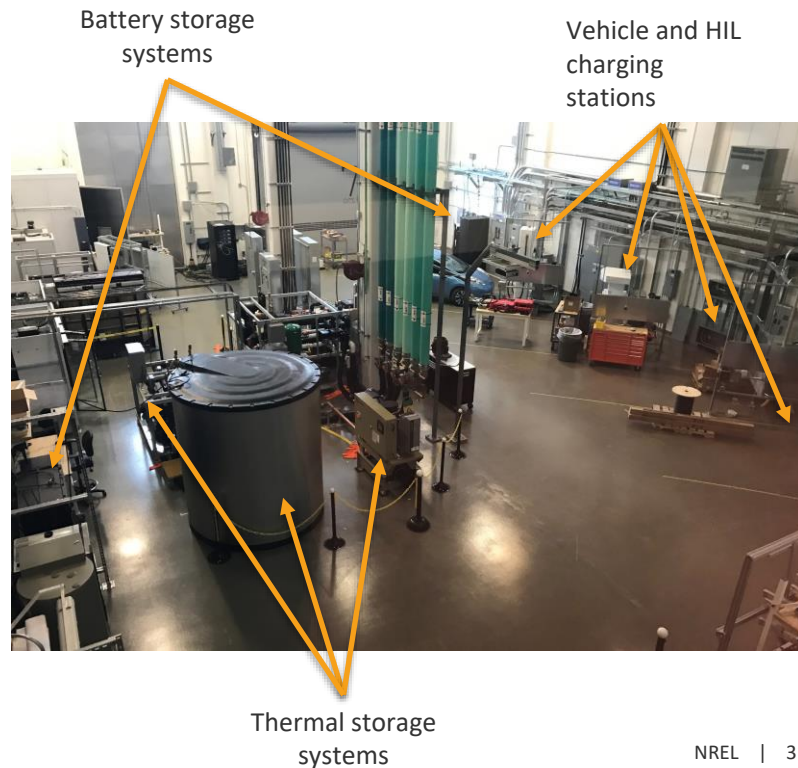 Battery storage
systems
Vehicle and HIL
charging
stations
Thermal storage
systems
NREL | 3